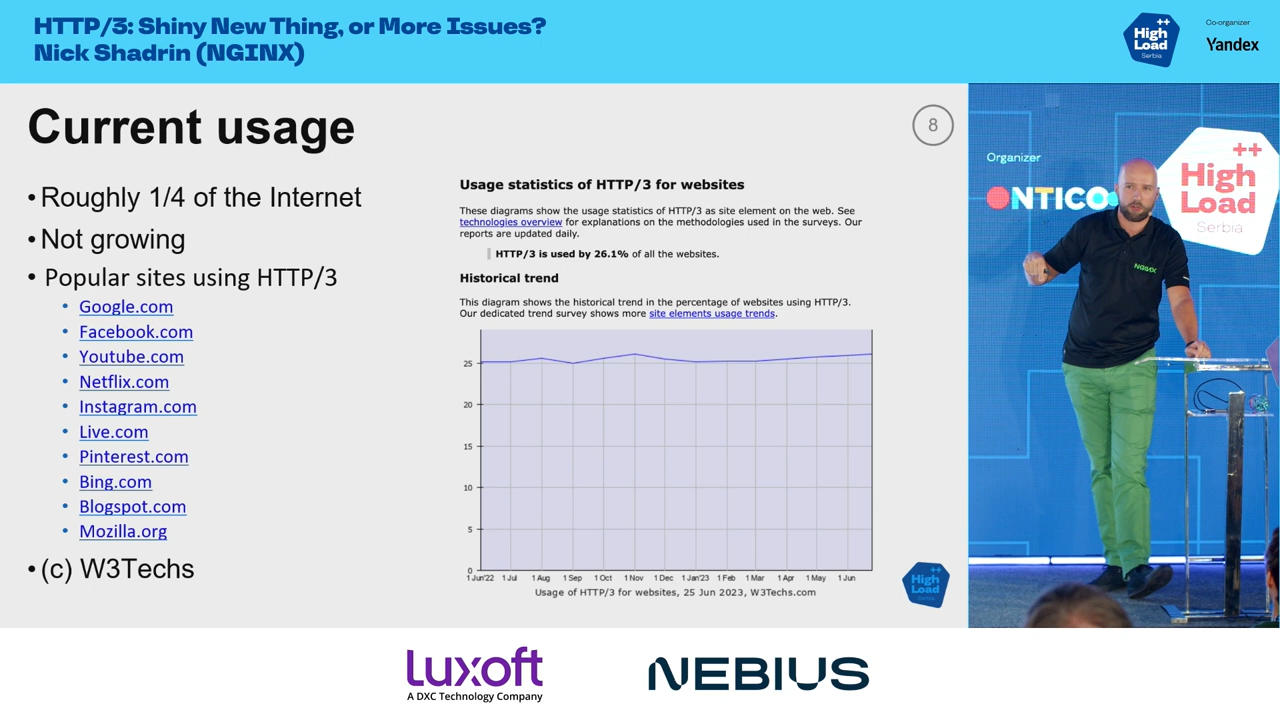 HTTP/3: Shiny New Thing, or More Issues?
Nick Shadrin (NGINX)
++
High
Load
Serbia
Co-organizer
Yandex
Current usage
8
• Roughly 1/4 of the Internet
• Not growing
• Popular sites using HTTP/3
• Google.com
• Facebook.com
• Youtube.com
• Netflix.com
• Instagram.com
• Live.com
• Pinterest.com
• Bing.com
• Blogspot.com
• Mozilla.org
• (c) W3Techs
Usage statistics of HTTP/3 for websites
These diagrams show the usage statistics of HTTP/3 as site element on the web. See
technologies overview for explanations on the methodologies used in the surveys. Our
reports are updated daily.
HTTP/3 is used by 26.1% of all the websites.
Historical trend
This diagram shows the historical trend in the percentage of websites using HTTP/3.
Our dedicated trend survey shows more site elements usage trends.
25
20
15
10
5
0
1 Jun'22 1 Jul 1 Aug 1 Sep 1 Oct 1 Nov 1 Dec 1 Jan'23 1 Feb 1 Mar 1 Apr 1 May 1 Jun
Usage of HTTP/3 for websites, 25 Jun 2023, W3Techs.com
++
High
Load
Serbia
Organizer
ONTICO
++
High
Load
Serbia
NGINX
Luxoft
A DXC Technology Company
NEBIUS